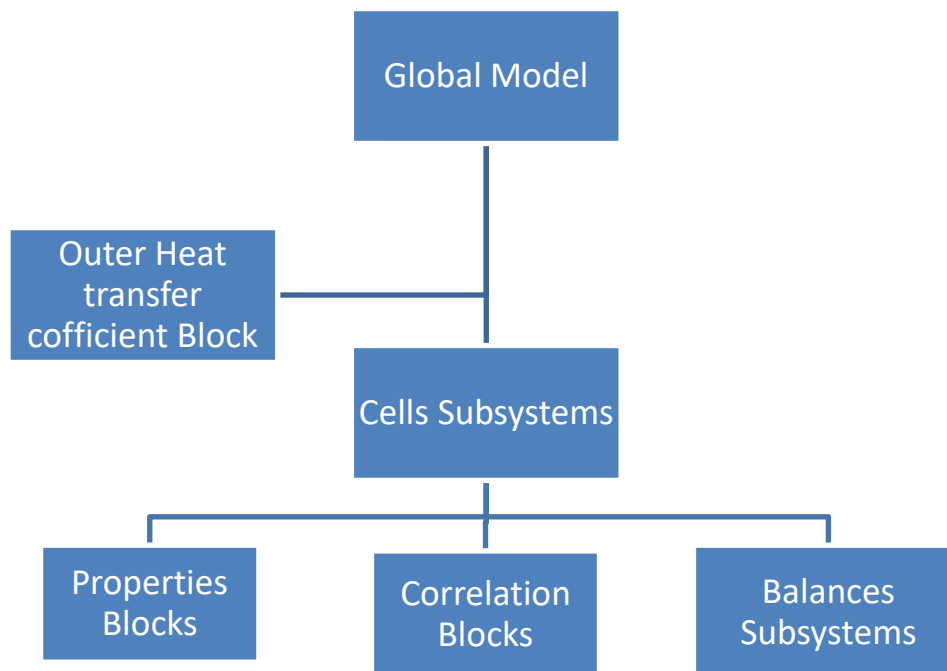 Global Model
Outer Heat
transfer
cofficient Block
Cells Subsystems
Properties
Blocks
Correlation
Blocks
Balances
Subsystems